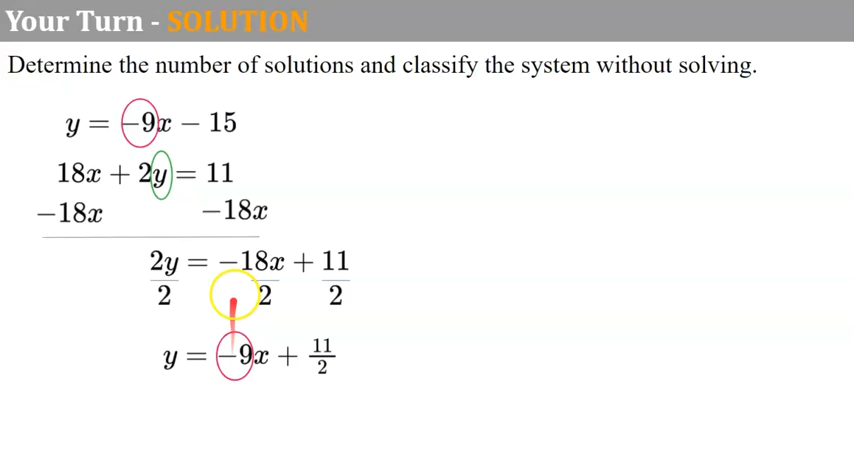 Your Turn - SOLUTION
Determine the number of solutions and classify the system without solving.
y = −9x − 15
18x + 2y = 11
−18x −18x
2y/2 = −18x/2 + 11/2
y = −9x + 11/2